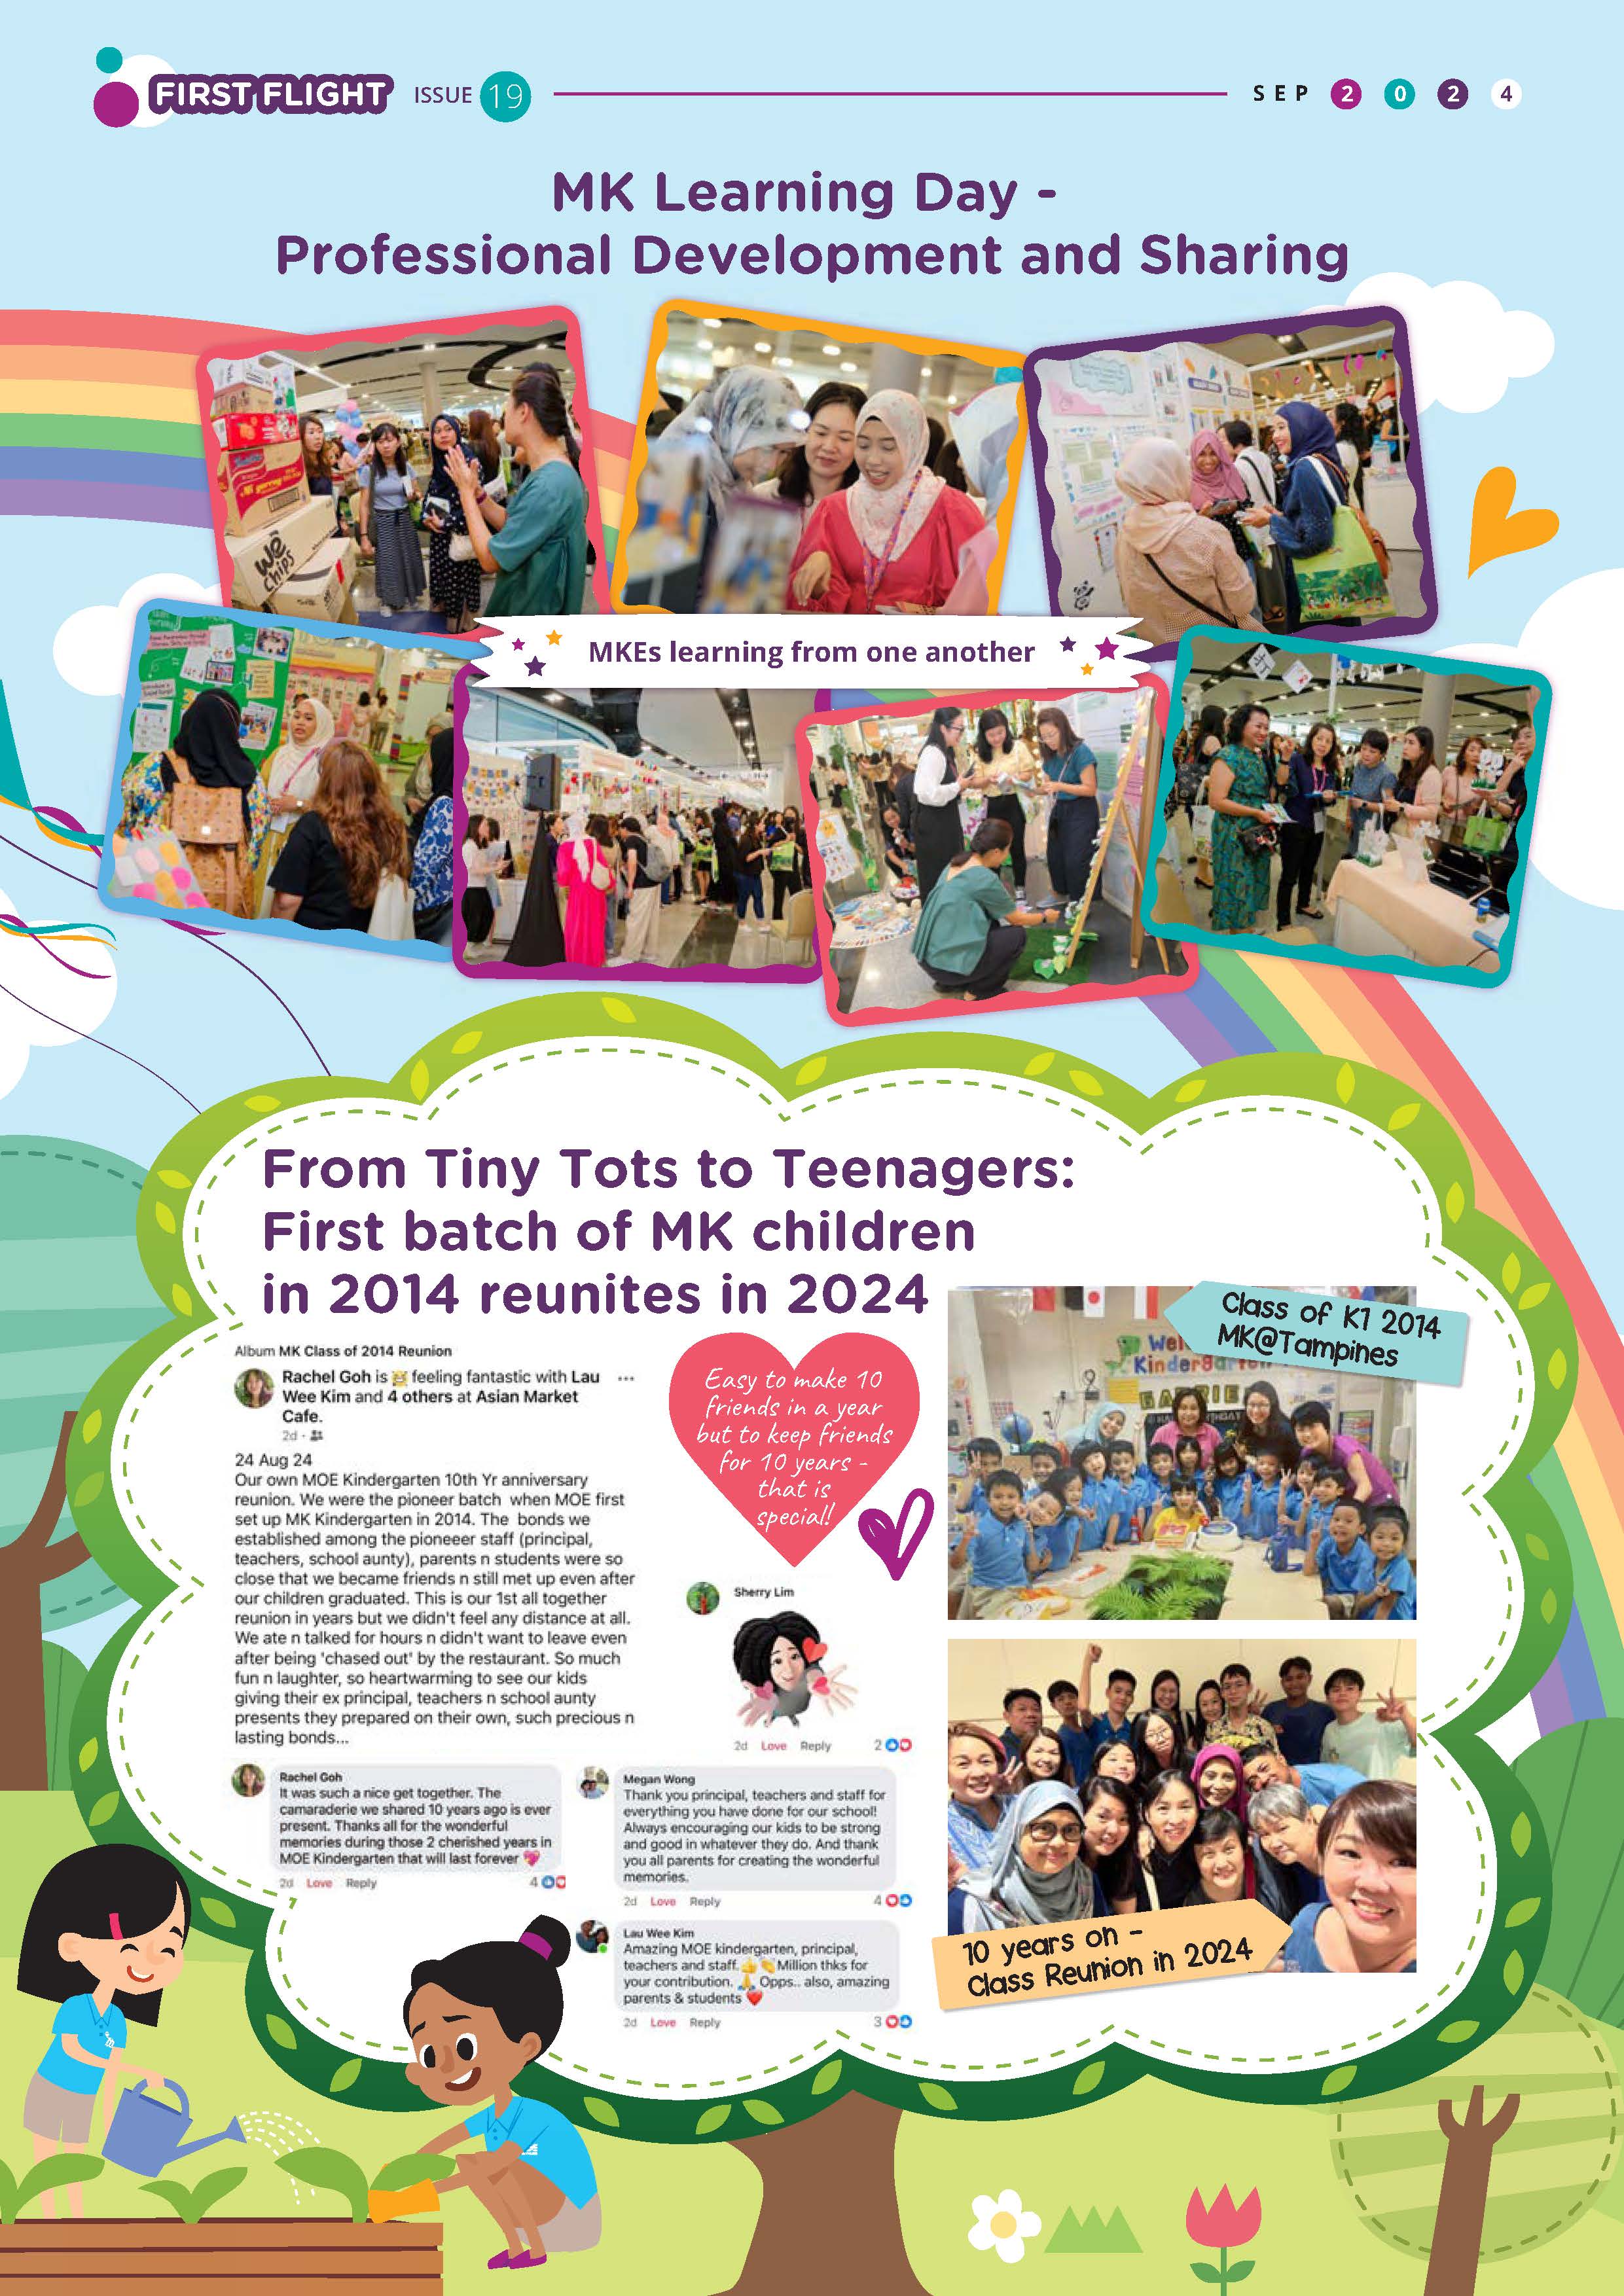 FIRST FLIGHT ISSUE 19
SEP 2024
MK Learning Day -
Professional Development and Sharing
We
Chips
MKEs learning from one another
From Tiny Tots to Teenagers:
First batch of MK children
in 2014 reunites in 2024
Album MK Class of 2014 Reunion
Rachel Goh is feeling fantastic with Lau
Wee Kim and 4 others at Asian Market
Cafe.
2d
24 Aug 24
Our own MOE Kindergarten 10th Yr anniversary
reunion. We were the pioneer batch when MOE first
set up MK Kindergarten in 2014. The bonds we
established among the pioneeer staff (principal,
teachers, school aunty), parents n students were so
close that we became friends n still met up even after
our children graduated. This is our 1st all together
reunion in years but we didn't feel any distance at all.
We ate n talked for hours n didn't want to leave even
after being 'chased out' by the restaurant. So much
fun n laughter, so heartwarming to see our kids
giving their ex principal, teachers n school aunty
presents they prepared on their own, such precious n
lasting bonds...
Easy to make 10
friends in a year
but to keep friends
for 10 years -
that is
special!
Sherry Lim
2d Love Reply 2
Class of K1 2014
MK@Tampines
Rachel Goh
It was such a nice get together. The
camaraderie we shared 10 years ago is ever
present. Thanks all for the wonderful
memories during those 2 cherished years in
MOE Kindergarten that will last forever 💖
2d Love Reply 4
Megan Wong
Thank you principal, teachers and staff for
everything you have done for our school!
Always encouraging our kids to be strong
and good in whatever they do. And thank
you all parents for creating the wonderful
memories.
2d Love Reply 4
Lau Wee Kim
Amazing MOE kindergarten, principal,
teachers and staff.👍👏 Million thks for
your contribution. 🙏 Opps.. also, amazing
parents & students ❤️
2d Love Reply 3
10 years on -
Class Reunion in 2024